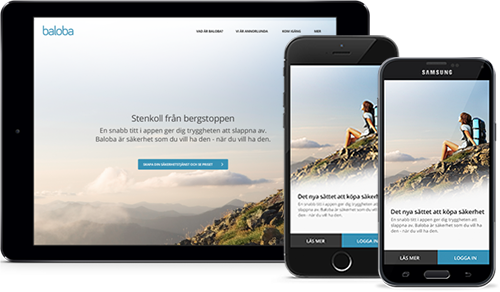 baloba
VAD ÄR BALOBA?
VI ÄR ANNORLUNDA
KOM IGÅNG
MER
Stenkoll från bergstoppen
En snabb titt i appen ger dig tryggheten att slappna av.
Baloba är säkerhet som du vill ha den - när du vill ha den.
Det nya sättet att köpa säkerhet
En snabb titt i appen ger dig tryggheten att
slappna av. Baloba är säkerhet som du vill ha
den - när du vill ha den.
LÄS MER
LOGGA IN
SAMSUNG
Det nya sättet att köpa säkerhet
En snabb titt i appen ger dig tryggheten att
slappna av. Baloba är säkerhet som du vill ha
den - när du vill ha den.
LÄS MER
LOGGA IN